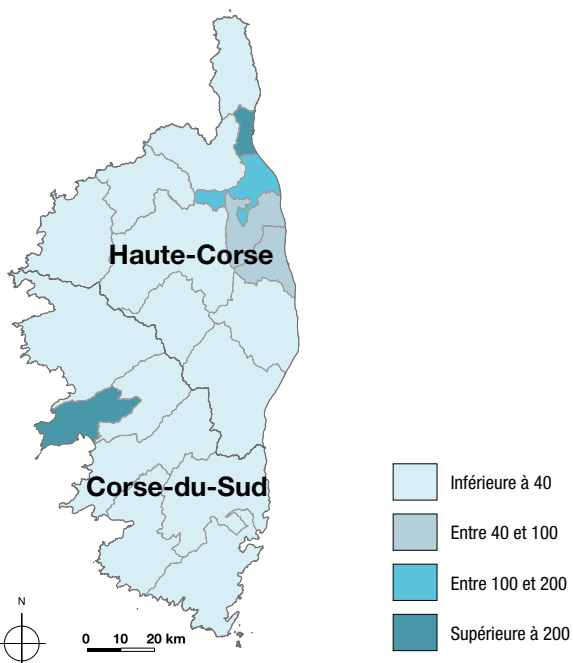 Haute-Corse
Corse-du-Sud
Inférieure à 40
Entre 40 et 100
Entre 100 et 200
Supérieure à 200
N
0 10 20 km